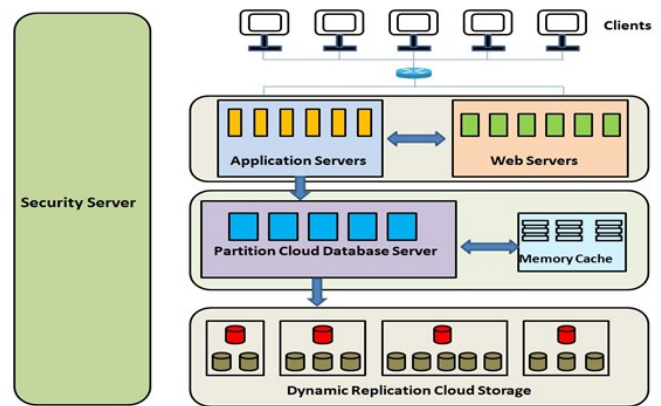 Clients
Application Servers
Web Servers
Security Server
Partition Cloud Database Server
Memory Cache
Dynamic Replication Cloud Storage